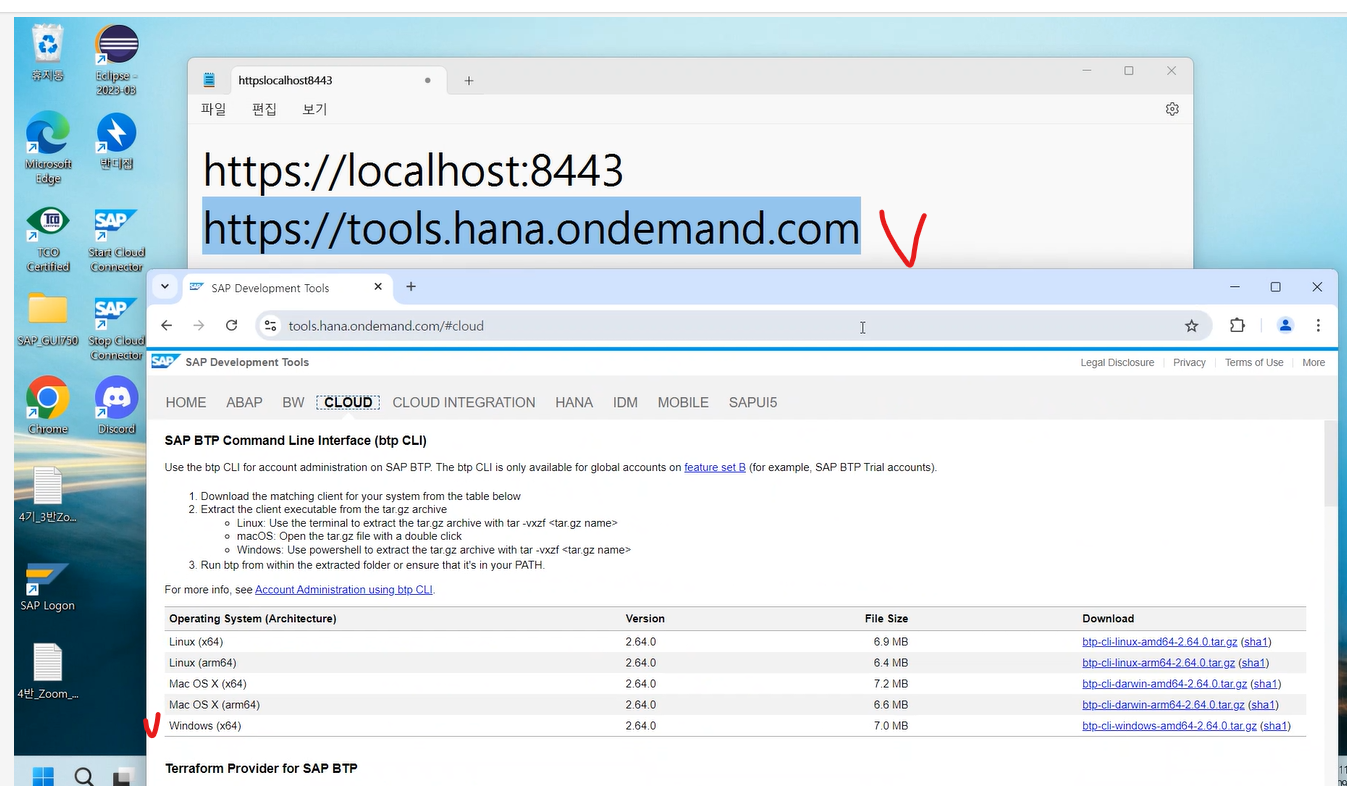 휴지통
Eclipse -
2023-03
Microsoft
Edge
반디집
TCO
Certified
SAP
Start Cloud
Connector
SAP_GUI750
SAP
Stop Cloud
Connector
Chrome
Discord
4기_3반Zo...
SAP Logon
4반_Zoom_...
httpslocalhost8443
파일 편집 보기
https://localhost:8443
https://tools.hana.ondemand.com
SAP Development Tools
tools.hana.ondemand.com/#cloud
SAP SAP Development Tools Legal Disclosure Privacy Terms of Use More
HOME ABAP BW CLOUD CLOUD INTEGRATION HANA IDM MOBILE SAPUI5
SAP BTP Command Line Interface (btp CLI)
Use the btp CLI for account administration on SAP BTP. The btp CLI is only available for global accounts on feature set B (for example, SAP BTP Trial accounts).
1. Download the matching client for your system from the table below
2. Extract the client executable from the tar.gz archive
Linux: Use the terminal to extract the tar.gz archive with tar -vxzf <tar.gz name>
macOS: Open the tar.gz file with a double click
Windows: Use powershell to extract the tar.gz archive with tar -vxzf <tar.gz name>
3. Run btp from within the extracted folder or ensure that it's in your PATH.
For more info, see Account Administration using btp CLI.
Operating System (Architecture) Version File Size Download
Linux (x64) 2.64.0 6.9 MB btp-cli-linux-amd64-2.64.0.tar.gz (sha1)
Linux (arm64) 2.64.0 6.4 MB btp-cli-linux-arm64-2.64.0.tar.gz (sha1)
Mac OS X (x64) 2.64.0 7.2 MB btp-cli-darwin-amd64-2.64.0.tar.gz (sha1)
Mac OS X (arm64) 2.64.0 6.6 MB btp-cli-darwin-arm64-2.64.0.tar.gz (sha1)
Windows (x64) 2.64.0 7.0 MB btp-cli-windows-amd64-2.64.0.tar.gz (sha1)
Terraform Provider for SAP BTP